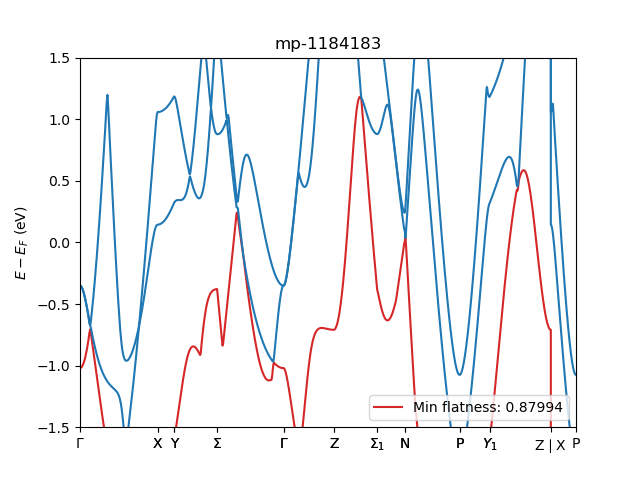 mp-1184183
1.5
1.0
0.5
0.0
−0.5
−1.0
−1.5
E − E_F (eV)
Min flatness: 0.87994
Γ X Y Σ Γ Z Σ₁ N P Y₁ Z | X P